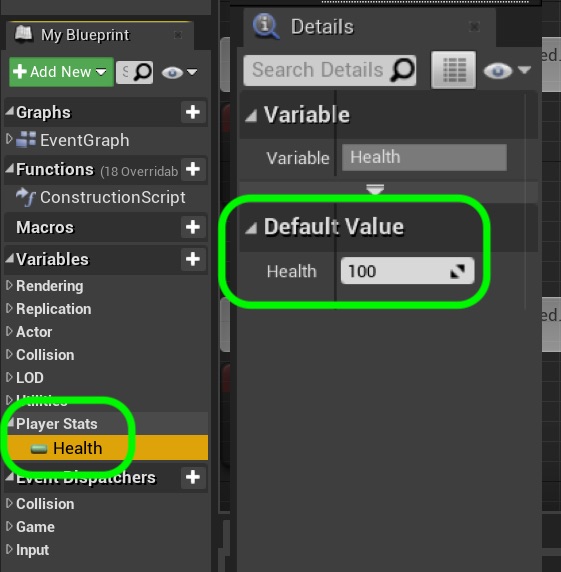 My Blueprint
Add New
S
Graphs
EventGraph
Functions (18 Overridab
ConstructionScript
Macros
Variables
Rendering
Replication
Actor
Collision
LOD
Utilities
Player Stats
Health
Event Dispatchers
Collision
Game
Input
Details
Search Details
Variable
Variable Health
Default Value
Health 100
ed.
ed.